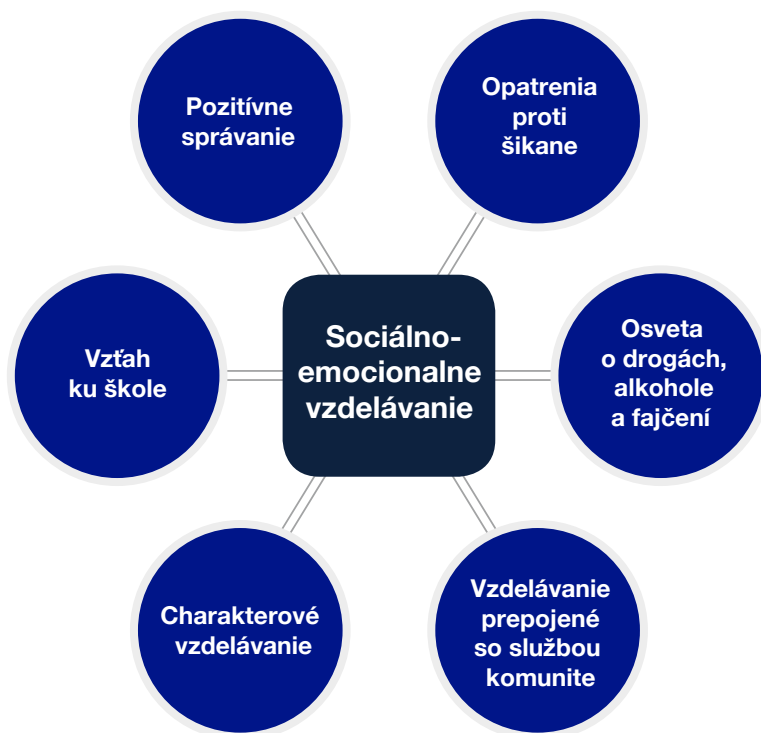 Pozitívne
správanie
Opatrenia
proti
šikane
Vzťah
ku škole
Sociálno-
emocionalne
vzdelávanie
Osveta
o drogách,
alkohole
a fajčení
Charakterové
vzdelávanie
Vzdelávanie
prepojené
so službou
komunite